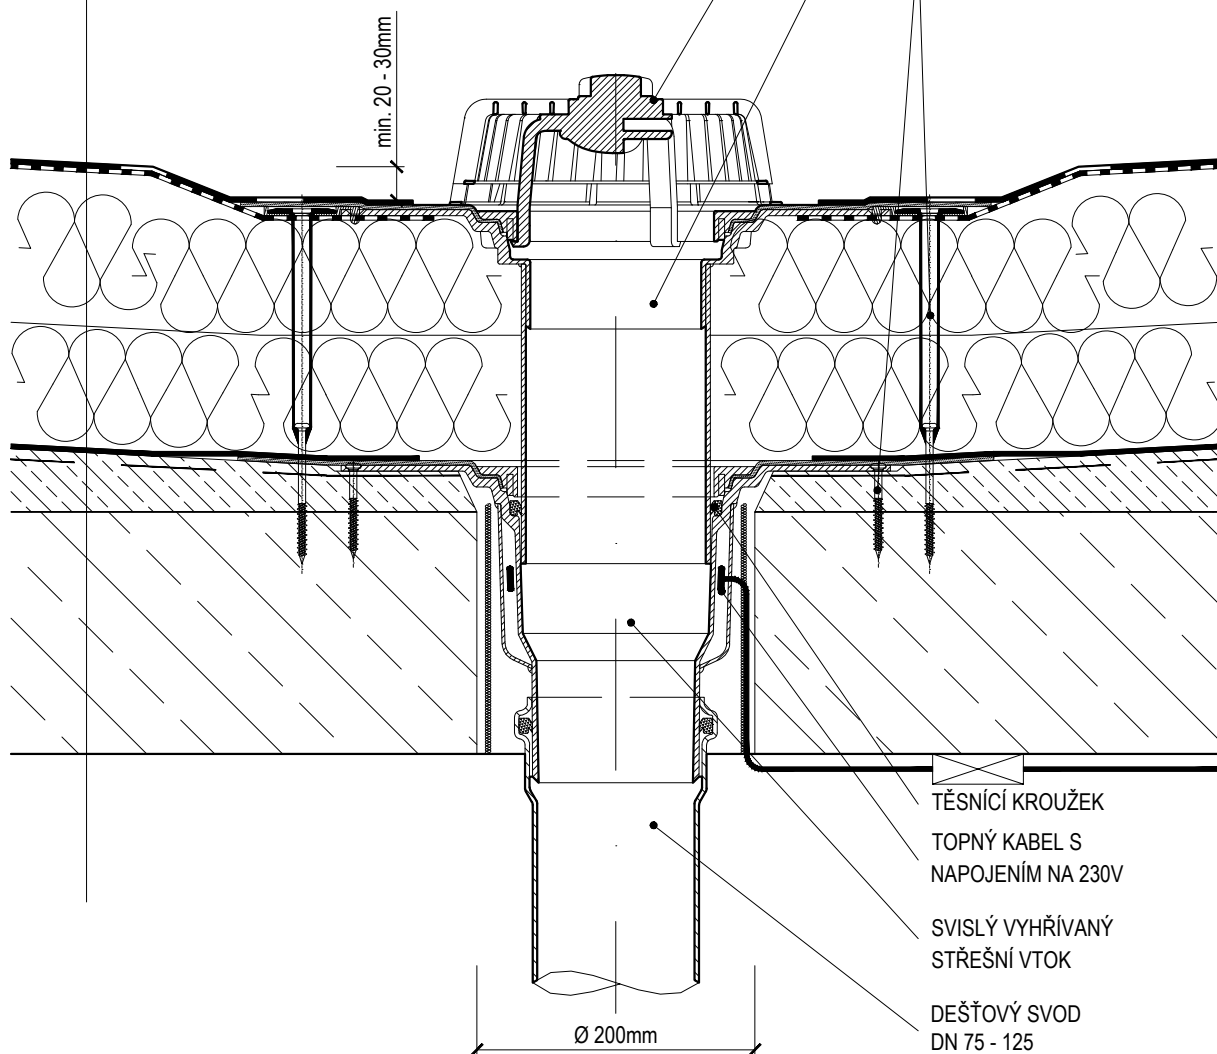 min. 20 - 30mm
TĚSNÍCÍ KROUŽEK
TOPNÝ KABEL S
NAPOJENÍM NA 230V
SVISLÝ VYHŘÍVANÝ
STŘEŠNÍ VTOK
DEŠŤOVÝ SVOD
DN 75 - 125
Ø 200mm